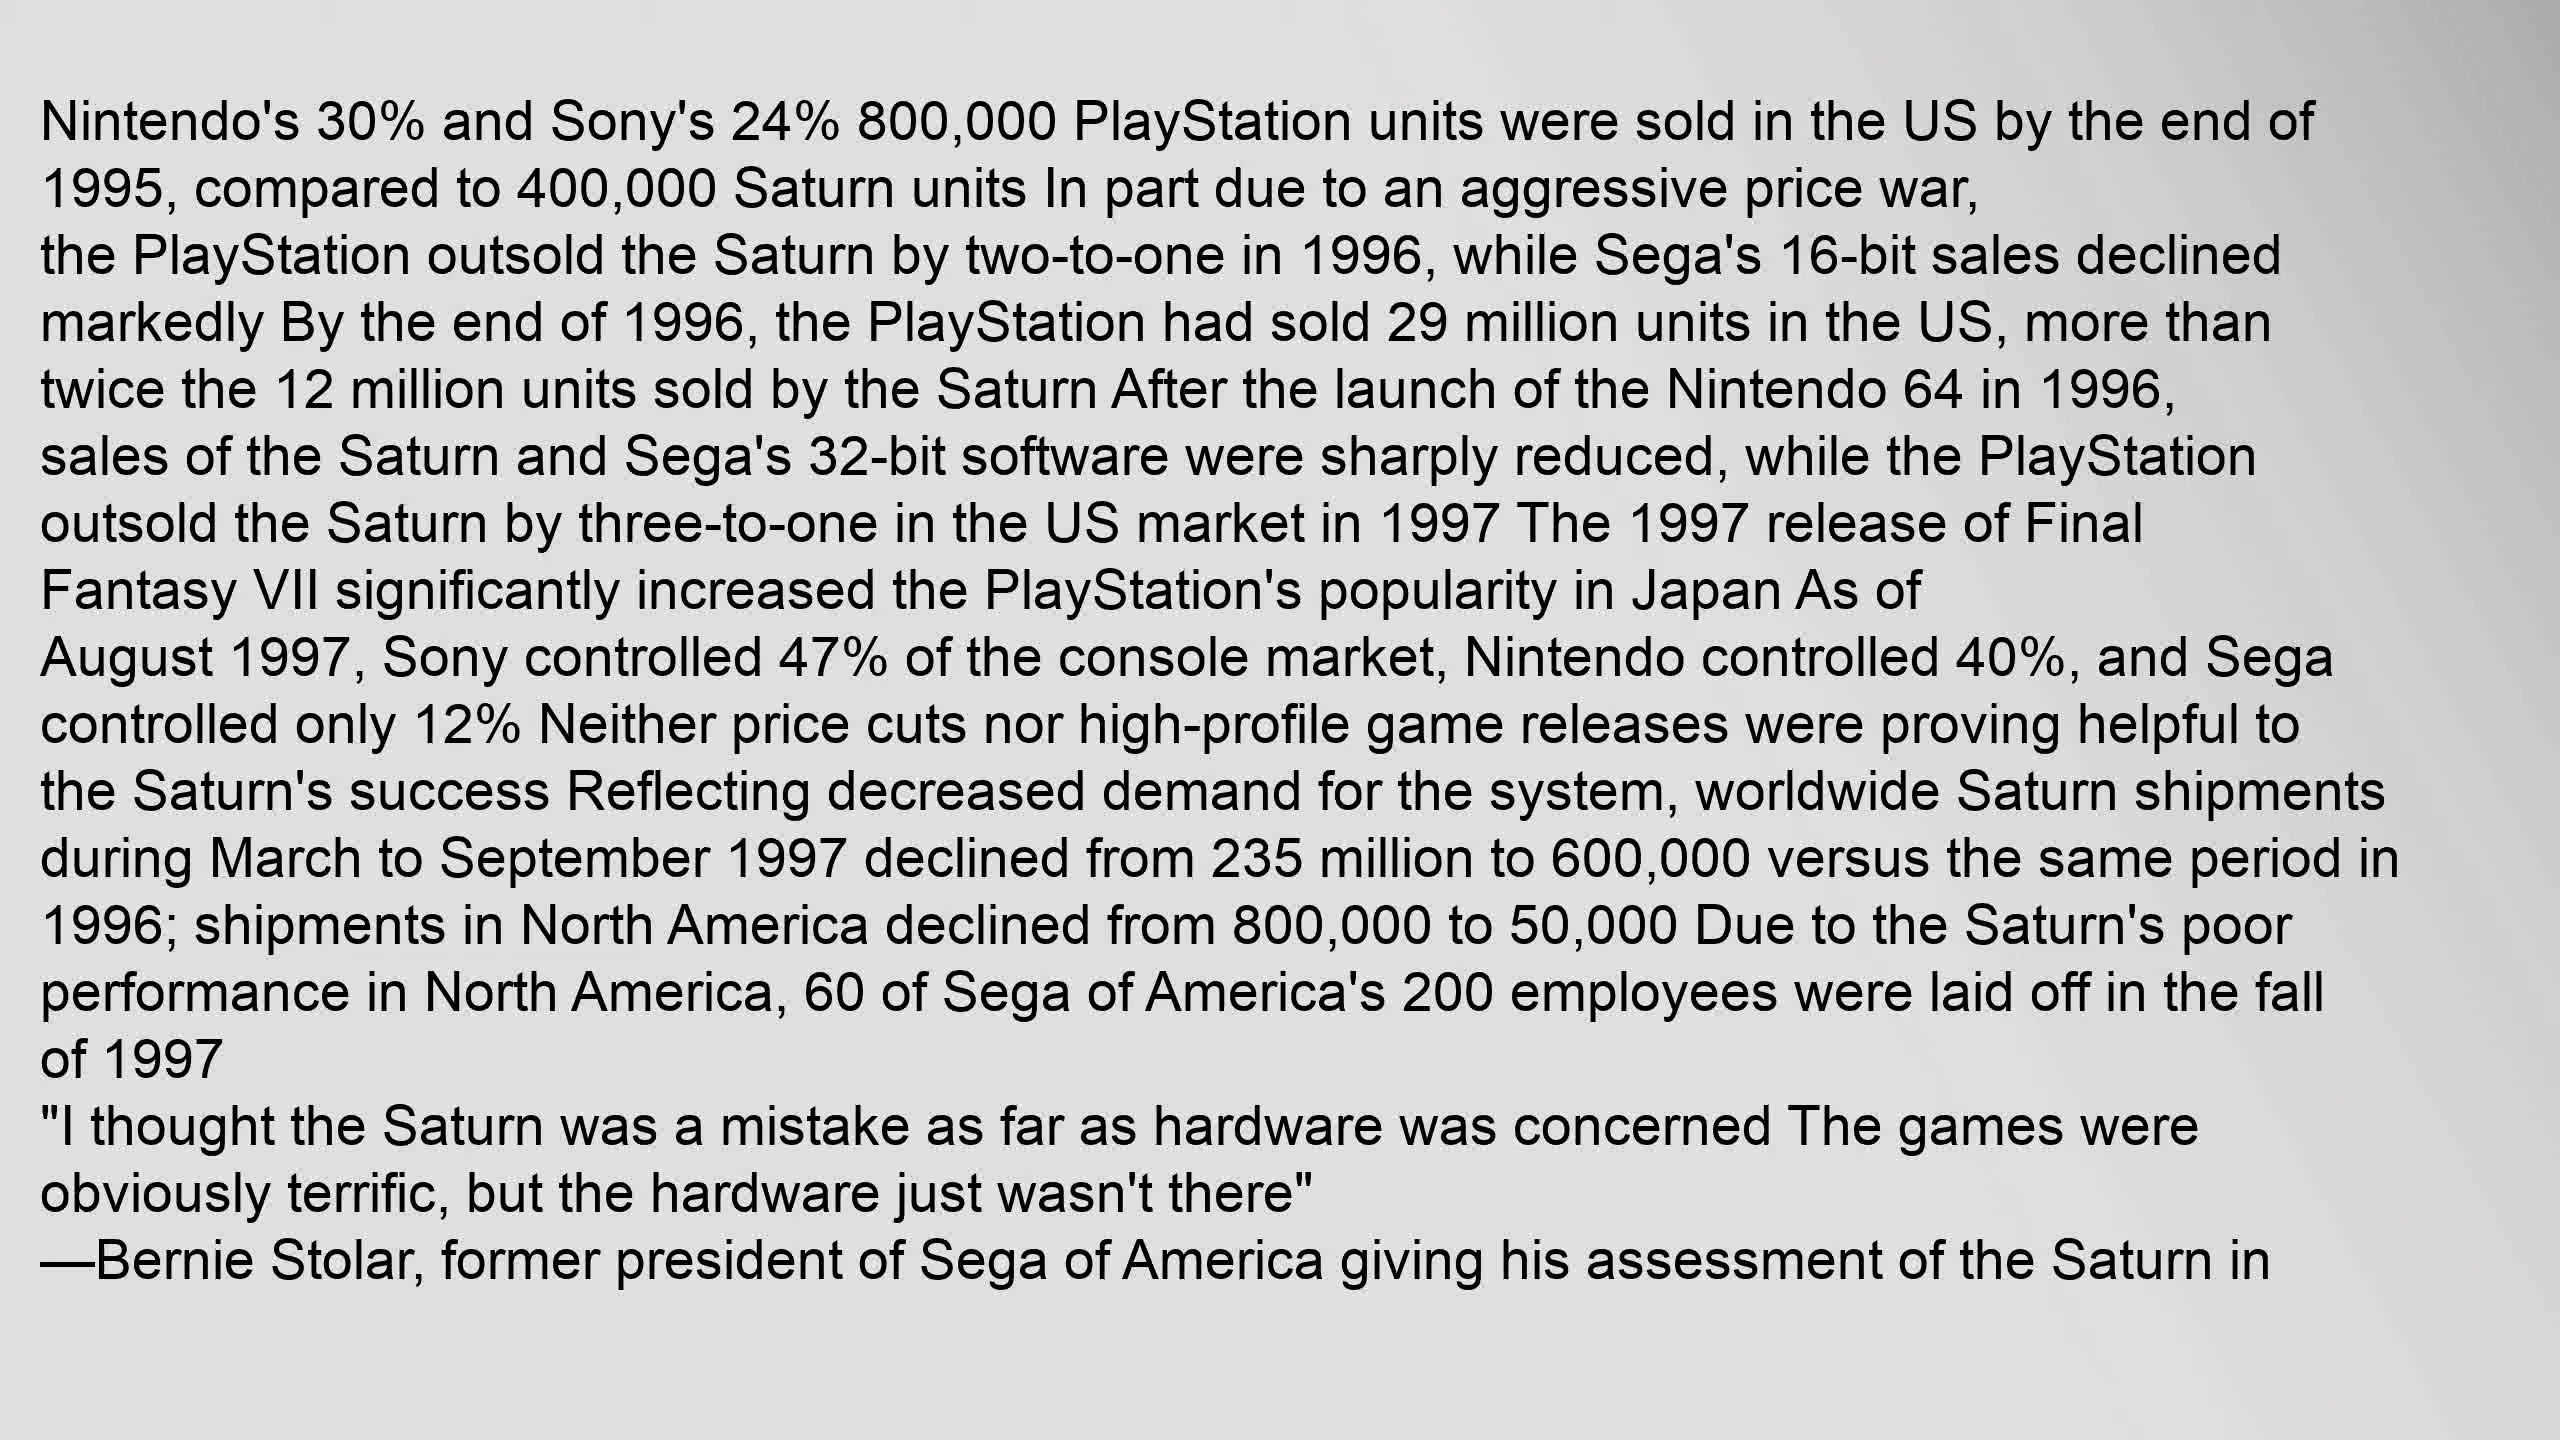 Nintendo's 30% and Sony's 24% 800,000 PlayStation units were sold in the US by the end of
1995, compared to 400,000 Saturn units In part due to an aggressive price war,
the PlayStation outsold the Saturn by two-to-one in 1996, while Sega's 16-bit sales declined
markedly By the end of 1996, the PlayStation had sold 29 million units in the US, more than
twice the 12 million units sold by the Saturn After the launch of the Nintendo 64 in 1996,
sales of the Saturn and Sega's 32-bit software were sharply reduced, while the PlayStation
outsold the Saturn by three-to-one in the US market in 1997 The 1997 release of Final
Fantasy VII significantly increased the PlayStation's popularity in Japan As of
August 1997, Sony controlled 47% of the console market, Nintendo controlled 40%, and Sega
controlled only 12% Neither price cuts nor high-profile game releases were proving helpful to
the Saturn's success Reflecting decreased demand for the system, worldwide Saturn shipments
during March to September 1997 declined from 235 million to 600,000 versus the same period in
1996; shipments in North America declined from 800,000 to 50,000 Due to the Saturn's poor
performance in North America, 60 of Sega of America's 200 employees were laid off in the fall
of 1997
"I thought the Saturn was a mistake as far as hardware was concerned The games were
obviously terrific, but the hardware just wasn't there"
—Bernie Stolar, former president of Sega of America giving his assessment of the Saturn in